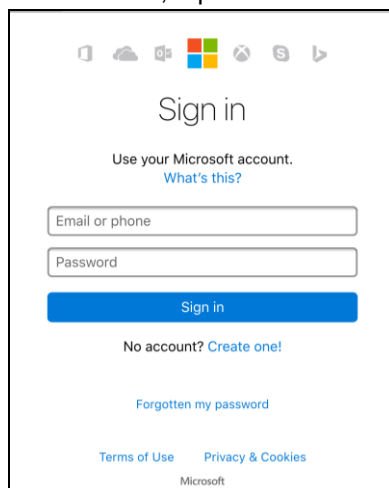 Sign in
Use your Microsoft account.
What's this?
Email or phone
Password
Sign in
No account? Create one!
Forgotten my password
Terms of Use Privacy & Cookies
Microsoft